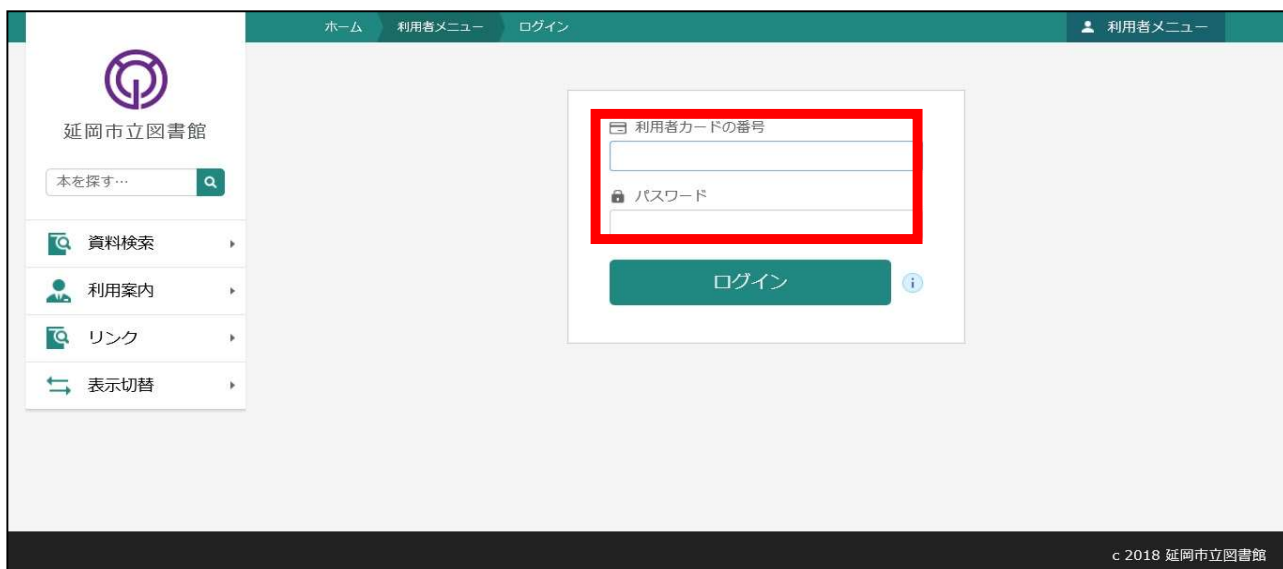 ホーム 利用者メニュー ログイン 利用者メニュー
延岡市立図書館
本を探す…
資料検索
利用案内
リンク
表示切替
利用者カードの番号
パスワード
ログイン
c 2018 延岡市立図書館